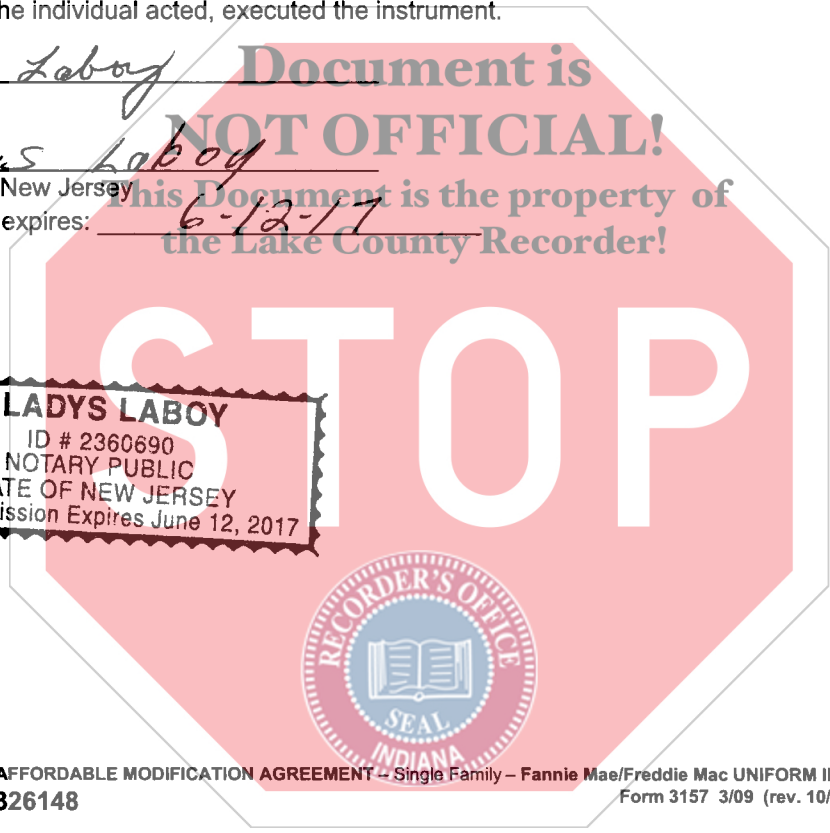 he individual acted, executed the instrument.
Laboy
Document is
NOT OFFICIAL!
s Laboy
New Jersey
This Document is the property of
expires: 6-12-17
the Lake County Recorder!
STOP
LADYS LABOY
ID # 2360690
NOTARY PUBLIC
ATE OF NEW JERSEY
ission Expires June 12, 2017
RECORDER'S OFFICE
SEAL
INDIANA
AFFORDABLE MODIFICATION AGREEMENT – Single Family – Fannie Mae/Freddie Mac UNIFORM I
326148
Form 3157 3/09 (rev. 10/